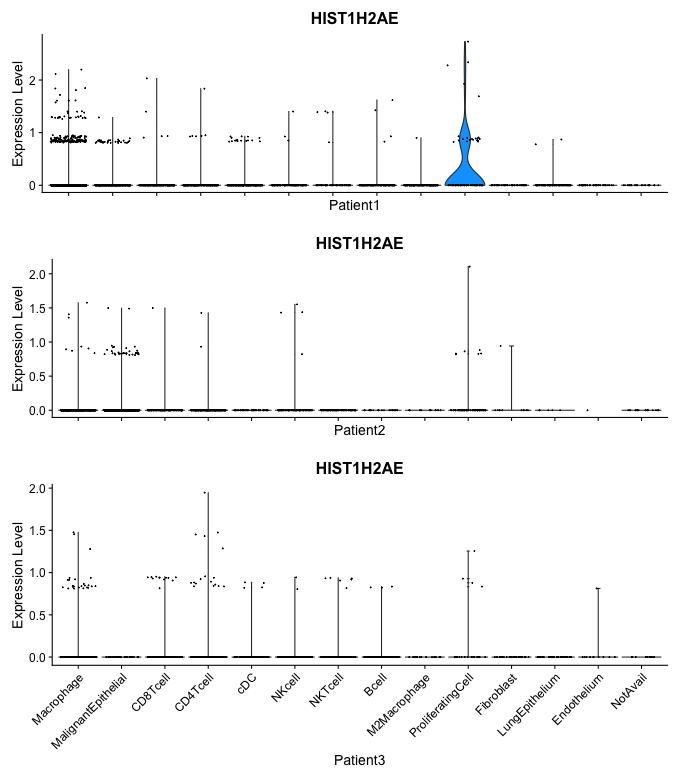 HIST1H2AE
Expression Level
2
1
0
Patient1
HIST1H2AE
Expression Level
2.0
1.5
1.0
0.5
0.0
Patient2
HIST1H2AE
Expression Level
2.0
1.5
1.0
0.5
0.0
Macrophage
MalignantEpithelial
CD8Tcell
CD4Tcell
cDC
NKcell
NKTcell
Bcell
M2Macrophage
ProliferatingCell
Fibroblast
LungEpithelium
Endothelium
NotAvail
Patient3